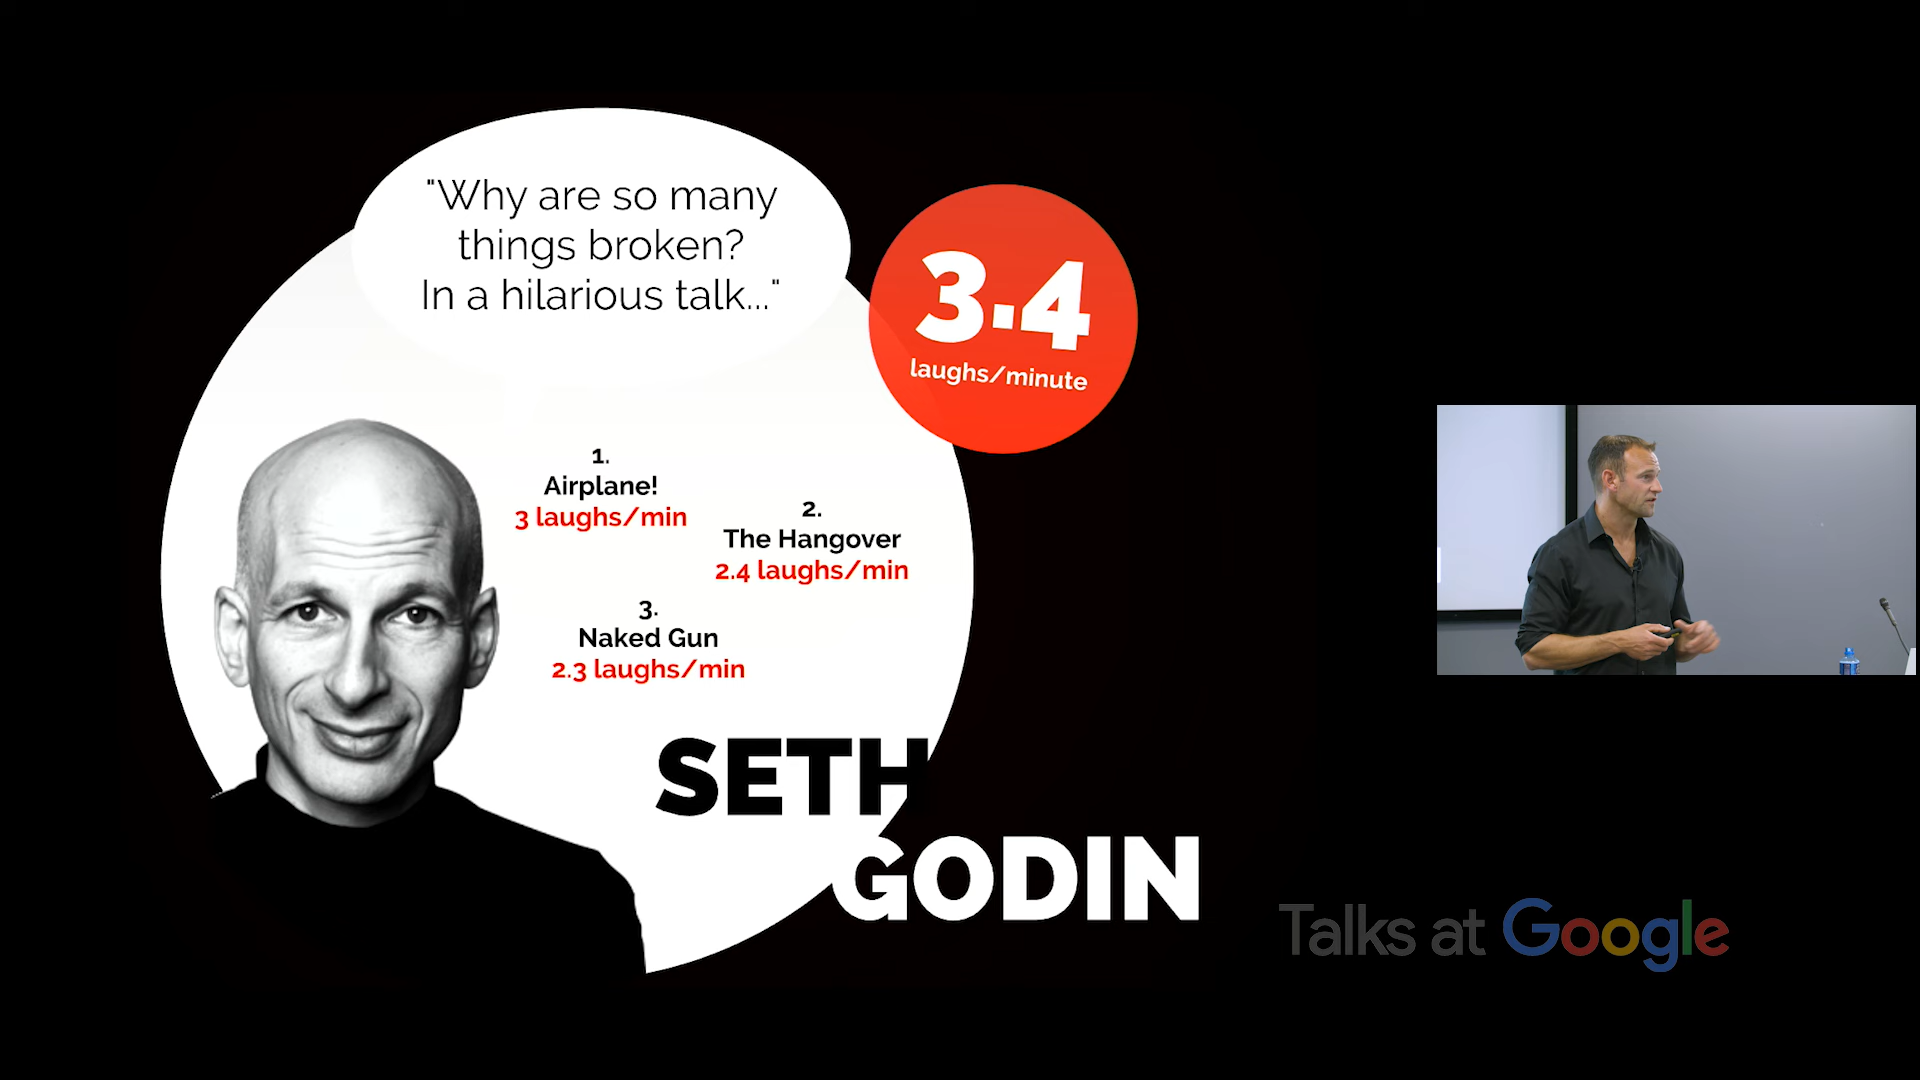 "Why are so many
things broken?
In a hilarious talk..."
3.4
laughs/minute
1.
Airplane!
3 laughs/min
2.
The Hangover
2.4 laughs/min
3.
Naked Gun
2.3 laughs/min
SETH
GODIN
Talks at Google